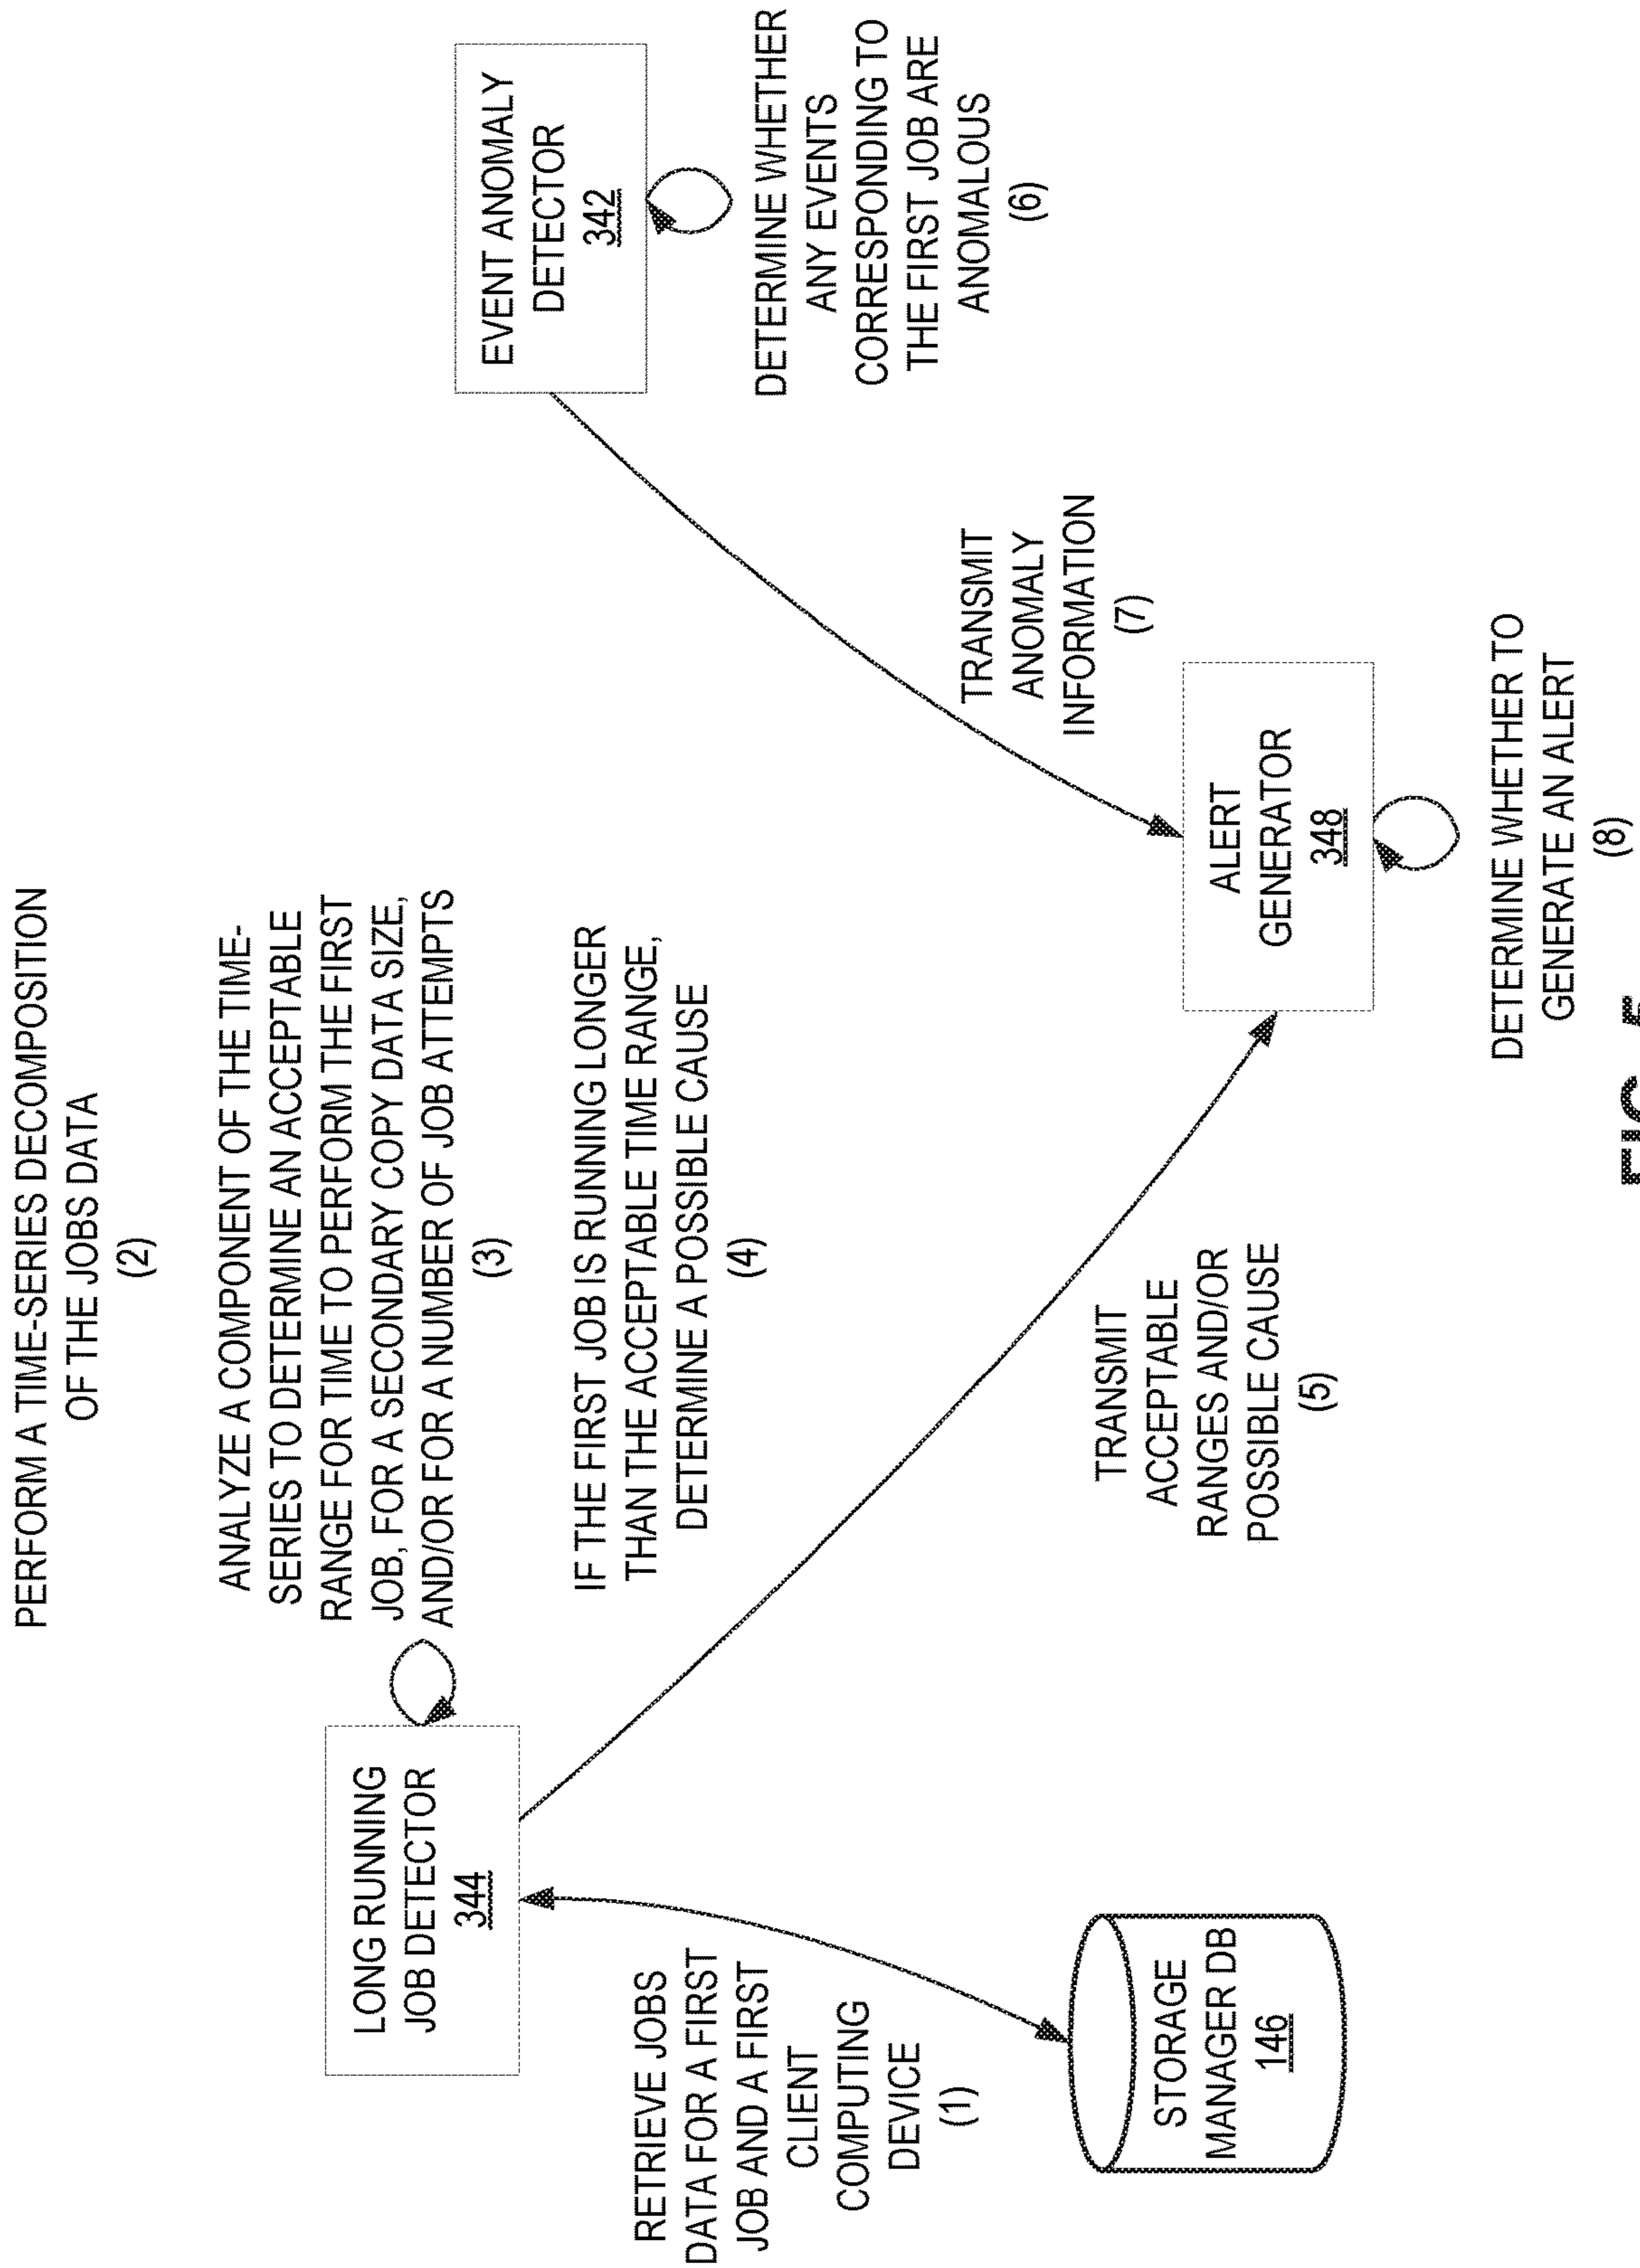 PERFORM A TIME-SERIES DECOMPOSITION
OF THE JOBS DATA
(2)
ANALYZE A COMPONENT OF THE TIME-
SERIES TO DETERMINE AN ACCEPTABLE
RANGE FOR TIME TO PERFORM THE FIRST
JOB, FOR A SECONDARY COPY DATA SIZE,
AND/OR FOR A NUMBER OF JOB ATTEMPTS
(3)
IF THE FIRST JOB IS RUNNING LONGER
THAN THE ACCEPTABLE TIME RANGE,
DETERMINE A POSSIBLE CAUSE
(4)
LONG RUNNING
JOB DETECTOR
344
EVENT ANOMALY
DETECTOR
342
DETERMINE WHETHER
ANY EVENTS
CORRESPONDING TO
THE FIRST JOB ARE
ANOMALOUS
(6)
RETRIEVE JOBS
DATA FOR A FIRST
JOB AND A FIRST
CLIENT
COMPUTING
DEVICE
(1)
TRANSMIT
ANOMALY
INFORMATION
(7)
TRANSMIT
ACCEPTABLE
RANGES AND/OR
POSSIBLE CAUSE
(5)
STORAGE
MANAGER DB
146
ALERT
GENERATOR
348
DETERMINE WHETHER TO
GENERATE AN ALERT
(8)